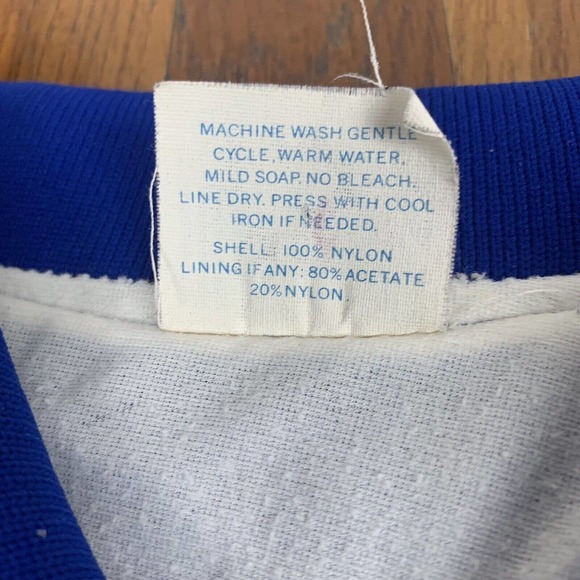 MACHINE WASH GENTLE
CYCLE, WARM WATER.
MILD SOAP. NO BLEACH.
LINE DRY. PRESS WITH COOL
IRON IF NEEDED.
SHELL: 100% NYLON
LINING IF ANY: 80% ACETATE
20% NYLON.